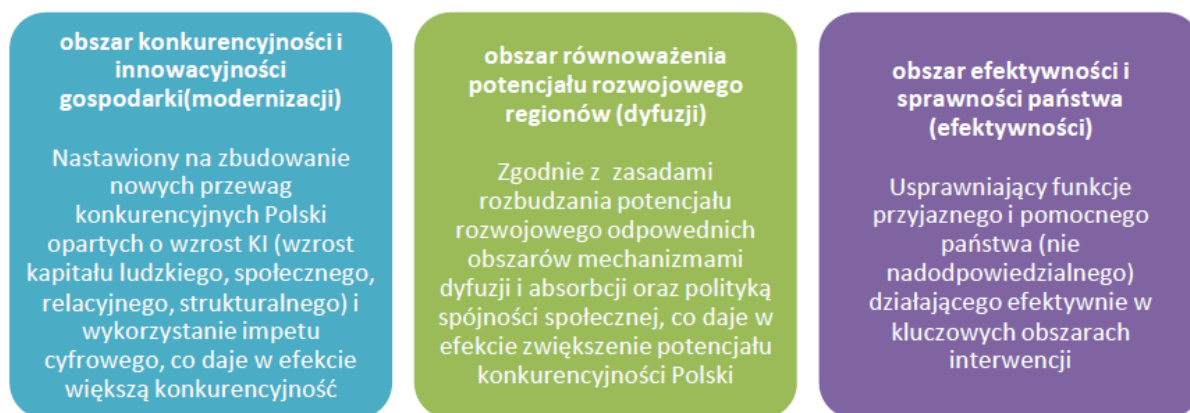 obszar konkurencyjności i
innowacyjności
gospodarki(modernizacji)
Nastawiony na zbudowanie
nowych przewag
konkurencyjnych Polski
opartych o wzrost KI (wzrost
kapitału ludzkiego, społecznego,
relacyjnego, strukturalnego) i
wykorzystanie impetu
cyfrowego, co daje w efekcie
większą konkurencyjność
obszar równoważenia
potencjału rozwojowego
regionów (dyfuzji)
Zgodnie z zasadami
rozbudzania potencjału
rozwojowego odpowednich
obszarów mechanizmami
dyfuzji i absorbcji oraz polityką
spójności społecznej, co daje w
efekcie zwiększenie potencjału
konkurencyjności Polski
obszar efektywności i
sprawności państwa
(efektywności)
Usprawniający funkcje
przyjaznego i pomocnego
państwa (nie
nadodpowiedzialnego)
działającego efektywnie w
kluczowych obszarach
interwencji